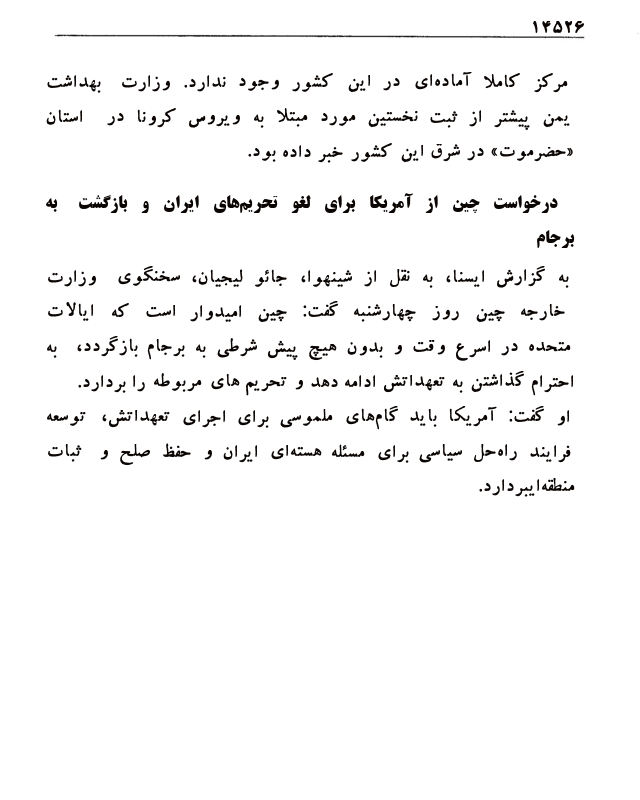 ۱۴۵۲۶
مرکز کاملا آماده‌ای در این کشور وجود ندارد. وزارت بهداشت
یمن پیشتر از ثبت نخستین مورد مبتلا به ویروس کرونا در استان
«حضرموت» در شرق این کشور خبر داده بود.
درخواست چین از آمریکا برای لغو تحریم‌های ایران و بازگشت به
برجام
به گزارش ایسنا، به نقل از شینهوا، جائو لیجیان، سخنگوی وزارت
خارجه چین روز چهارشنبه گفت: چین امیدوار است که ایالات
متحده در اسرع وقت و بدون هیچ پیش شرطی به برجام بازگردد، به
احترام گذاشتن به تعهداتش ادامه دهد و تحریم های مربوطه را بردارد.
او گفت: آمریکا باید گام‌های ملموسی برای اجرای تعهداتش، توسعه
فرایند راه‌حل سیاسی برای مسئله هسته‌ای ایران و حفظ صلح و ثبات
منطقه‌ایبردارد.